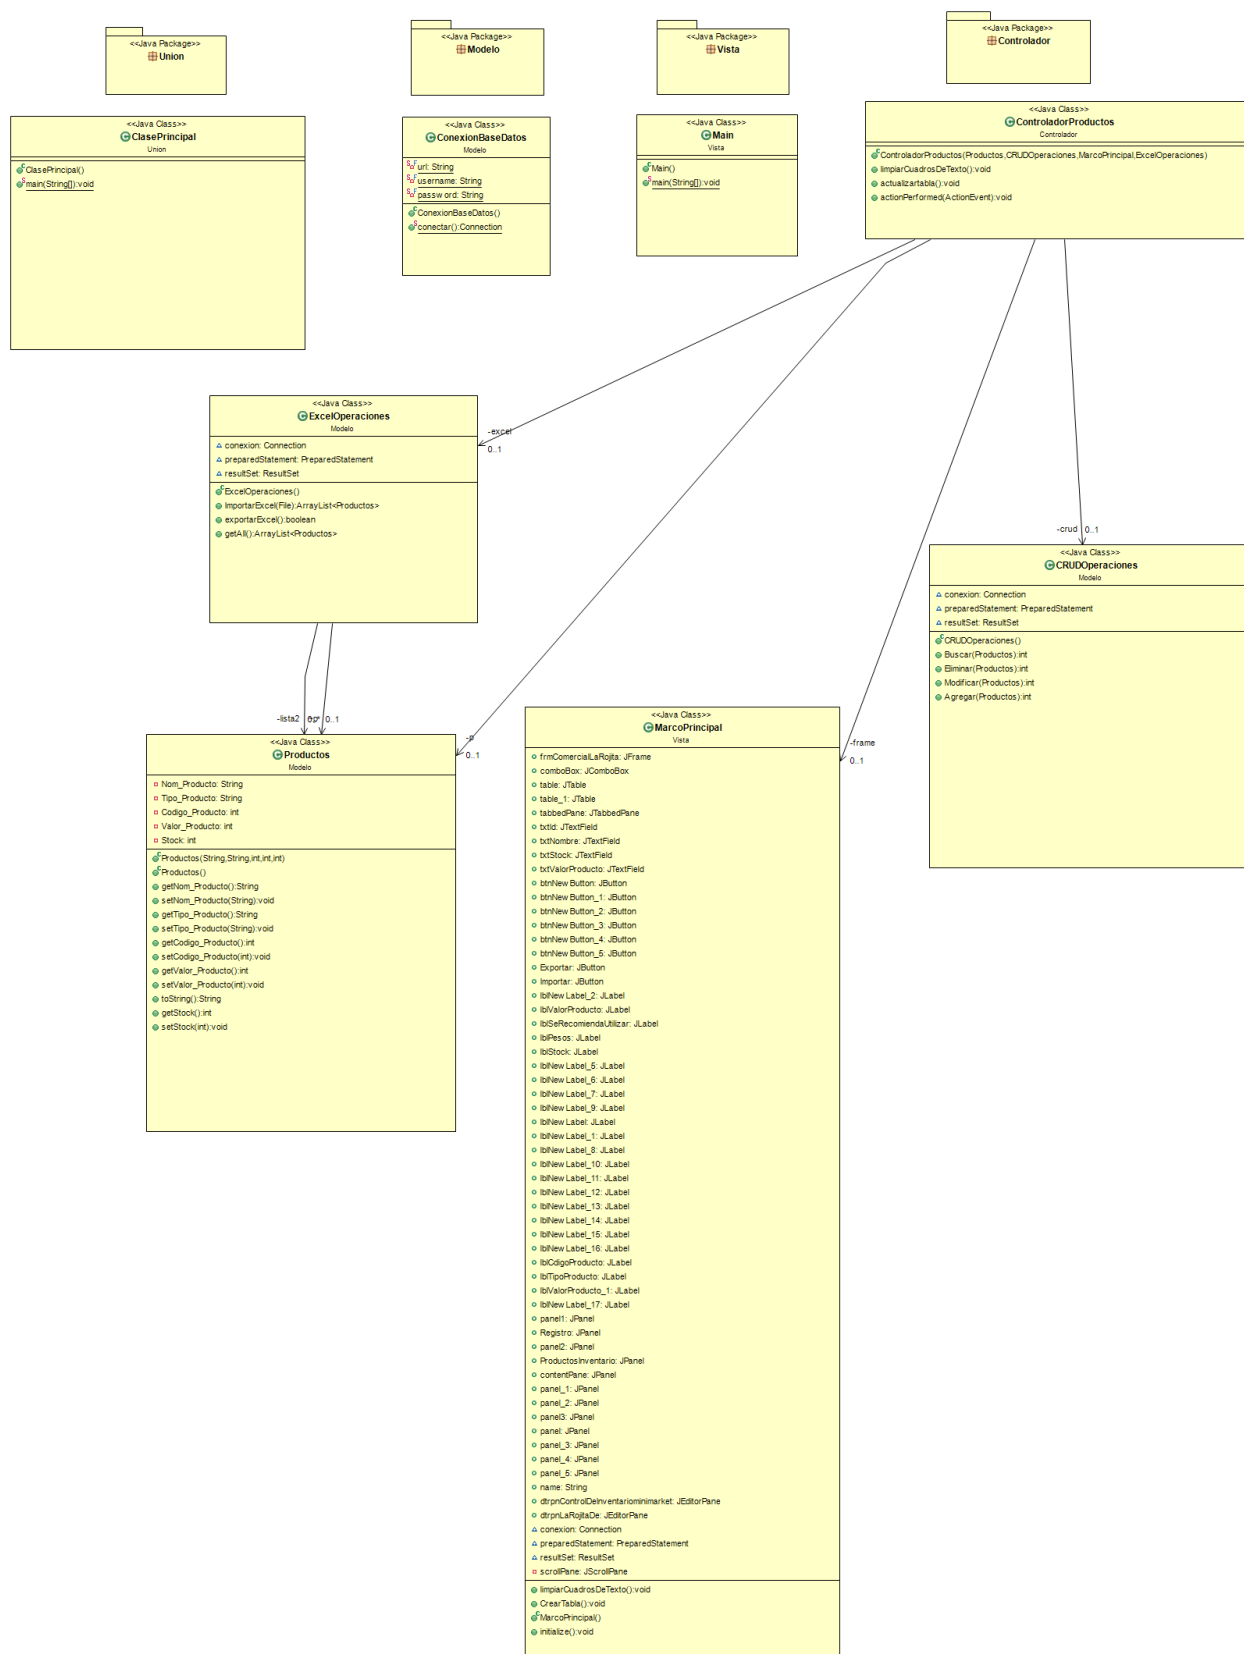 <<Java Package>>
Union
<<Java Package>>
Modelo
<<Java Package>>
Vista
<<Java Package>>
Controlador
<<Java Class>>
ClasePrincipal
Union
ClasePrincipal()
main(String[]):void
<<Java Class>>
ConexionBaseDatos
Modelo
url: String
username: String
password: String
ConexionBaseDatos()
conectar():Connection
<<Java Class>>
Main
Vista
Main()
main(String[]):void
<<Java Class>>
ControladorProductos
Controlador
ControladorProductos(Productos,CRUDOperaciones,MarcoPrincipal,ExcelOperaciones)
limpiarCuadrosDeTexto():void
actualizartabla():void
actionPerformed(ActionEvent):void
<<Java Class>>
ExcelOperaciones
Modelo
conexion: Connection
preparedStatement: PreparedStatement
resultSet: ResultSet
ExcelOperaciones()
ImportarExcel(File):ArrayList<Productos>
exportarExcel():boolean
getAll():ArrayList<Productos>
-excel
0..1
-crud 0..1
<<Java Class>>
CRUDOperaciones
Modelo
conexion: Connection
preparedStatement: PreparedStatement
resultSet: ResultSet
CRUDOperaciones()
Buscar(Productos):int
Eliminar(Productos):int
Modificar(Productos):int
Agregar(Productos):int
-lista2
0..1
-p
0..1
-frame
0..1
<<Java Class>>
Productos
Modelo
Nom_Producto: String
Tipo_Producto: String
Codigo_Producto: int
Valor_Producto: int
Stock: int
Productos(String,String,int,int,int)
Productos()
getNom_Producto():String
setNom_Producto(String):void
getTipo_Producto():String
setTipo_Producto(String):void
getCodigo_Producto():int
setCodigo_Producto(int):void
getValor_Producto():int
setValor_Producto(int):void
toString():String
getStock():int
setStock(int):void
<<Java Class>>
MarcoPrincipal
Vista
frmComercialLaRojita: JFrame
comboBox: JComboBox
table: JTable
table_1: JTable
tabbedPane: JTabbedPane
txtId: JTextField
txtNombre: JTextField
txtStock: JTextField
txtValorProducto: JTextField
btnNewButton: JButton
btnNewButton_1: JButton
btnNewButton_2: JButton
btnNewButton_3: JButton
btnNewButton_4: JButton
btnNewButton_5: JButton
Exportar: JButton
Importar: JButton
lblNewLabel_2: JLabel
lblValorProducto: JLabel
lblSeRecomiendaUtilizar: JLabel
lblPesos: JLabel
lblStock: JLabel
lblNewLabel_5: JLabel
lblNewLabel_6: JLabel
lblNewLabel_7: JLabel
lblNewLabel_9: JLabel
lblNewLabel: JLabel
lblNewLabel_1: JLabel
lblNewLabel_8: JLabel
lblNewLabel_10: JLabel
lblNewLabel_11: JLabel
lblNewLabel_12: JLabel
lblNewLabel_13: JLabel
lblNewLabel_14: JLabel
lblNewLabel_15: JLabel
lblNewLabel_16: JLabel
lblCdigoProducto: JLabel
lblTipoProducto: JLabel
lblValorProducto_1: JLabel
lblNewLabel_17: JLabel
panel1: JPanel
Registro: JPanel
panel2: JPanel
ProductosInventario: JPanel
contentPane: JPanel
panel_1: JPanel
panel_2: JPanel
panel3: JPanel
panel: JPanel
panel_3: JPanel
panel_4: JPanel
panel_5: JPanel
name: String
dtrpnControlDeInventariominimarket: JEditorPane
dtrpnLaRojitaDe: JEditorPane
conexion: Connection
preparedStatement: PreparedStatement
resultSet: ResultSet
scrollPane: JScrollPane
limpiarCuadrosDeTexto():void
CrearTabla():void
MarcoPrincipal()
initialize():void